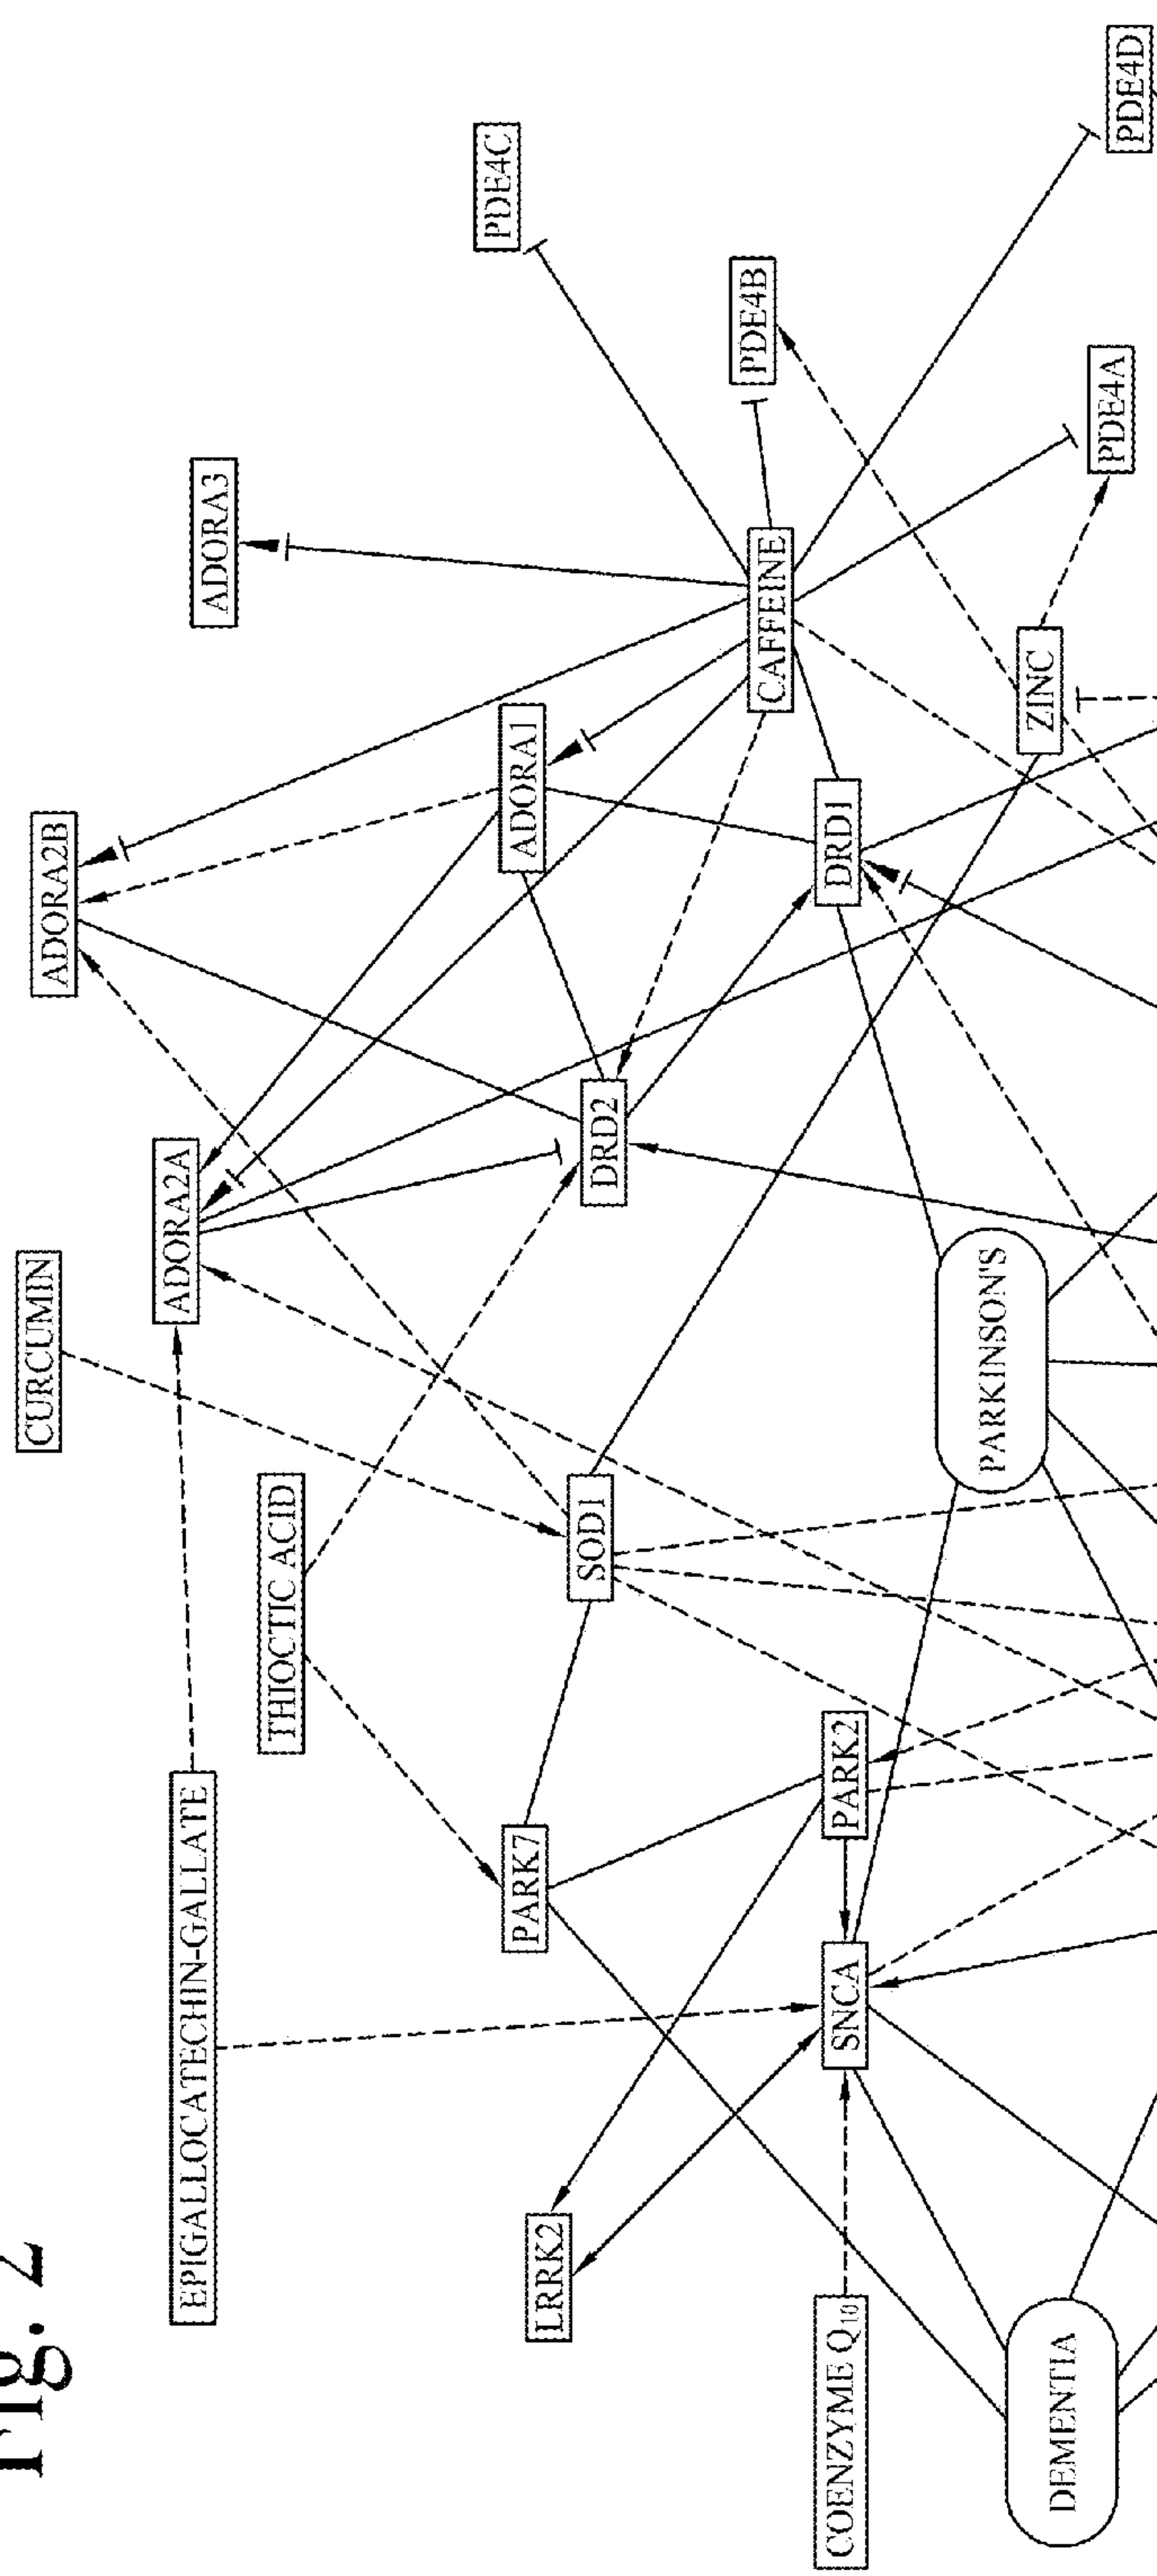 Fig. 2
CURCUMIN
ADORA2B
ADORA2A
ADORA3
EPIGALLOCATECHIN-GALLATE
THIOCTIC ACID
PDE4C
ADORA1
PARK7
LRRK2
SOD1
DRD2
PDE4B
CAFFEINE
COENZYME Q10
SNCA
PARK2
DRD1
PARKINSON'S
ZINC
DEMENTIA
PDE4A
PDE4D